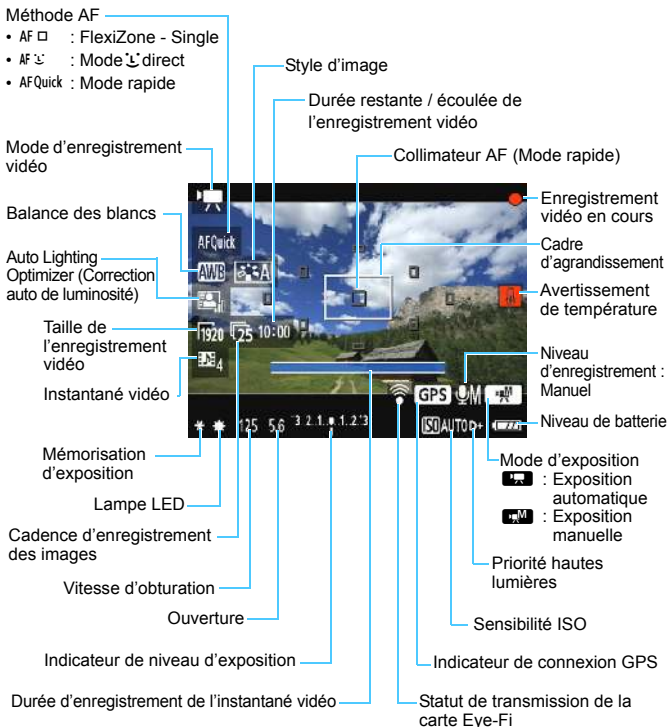 Méthode AF
• AF □ : FlexiZone - Single
• AF : Mode direct
• AFQuick : Mode rapide
Style d'image
Durée restante / écoulée de
l'enregistrement vidéo
Mode d'enregistrement
vidéo
Collimateur AF (Mode rapide)
Balance des blancs
Enregistrement
vidéo en cours
Auto Lighting
Optimizer (Correction
auto de luminosité)
Cadre
d'agrandissement
Avertissement
de température
Taille de
l'enregistrement
vidéo
Instantané vidéo
Niveau
d'enregistrement :
Manuel
Niveau de batterie
AFQuick
AWB
A
1920 25 10:00
4
GPS M M
125 5.6 3..2..1..▮..1..2..3 ISO AUTO D+
Mémorisation
d'exposition
Mode d'exposition
: Exposition
automatique
M : Exposition
manuelle
Lampe LED
Cadence d'enregistrement
des images
Priorité hautes
lumières
Vitesse d'obturation
Ouverture
Sensibilité ISO
Indicateur de niveau d'exposition
Indicateur de connexion GPS
Durée d'enregistrement de l'instantané vidéo
Statut de transmission de la
carte Eye-Fi